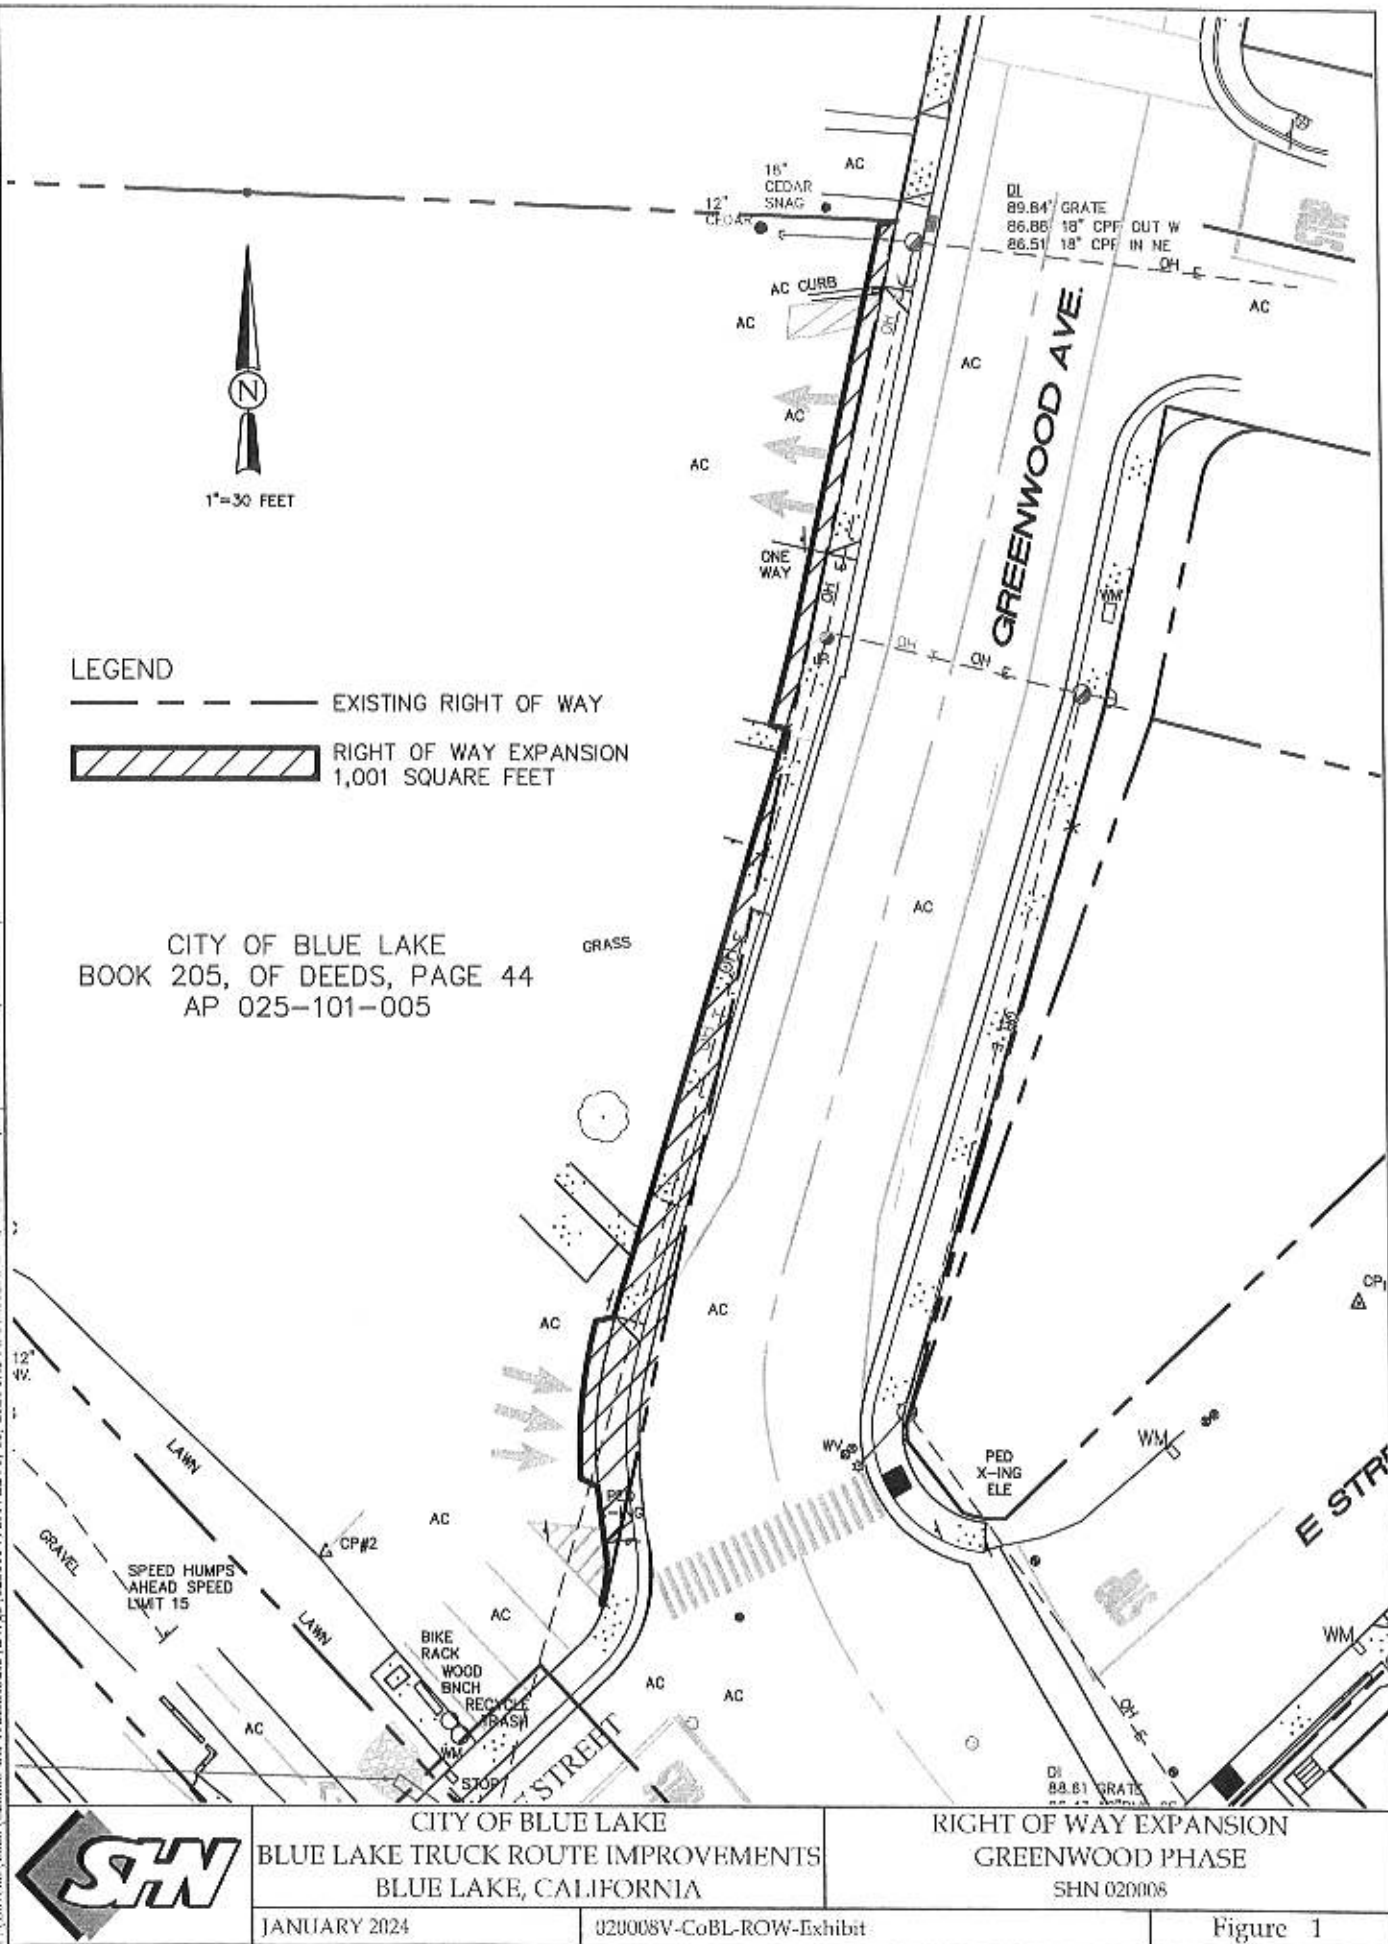 18"
CEDAR
SNAG
12"
CEDAR
AC
DI
89.84' GRATE
86.86 18" CPP OUT W
86.51 18" CPP IN NE
OH E
AC
AC CURB
AC
OH
AC
GREENWOOD AVE.
AC
AC
N
1"=30 FEET
ONE
WAY
OH E
WM
OH T
OH E
LEGEND
EXISTING RIGHT OF WAY
RIGHT OF WAY EXPANSION
1,001 SQUARE FEET
AC
CITY OF BLUE LAKE
BOOK 205, OF DEEDS, PAGE 44
AP 025-101-005
GRASS
OH E
OH T
OH E
AC
AC
CP
12"
LAWN
WV
WM
PED
X-ING
ELE
E STRE
AC
CP#2
GRAVEL
SPEED HUMPS
AHEAD SPEED
LIMIT 15
LAWN
AC
BIKE
RACK
WOOD
BNCH
RECYCLE
TRASH
WM
STOP
AC
AC
AC
STREET
OH E
WM
DI
88.81 GRATE
SHN
CITY OF BLUE LAKE
BLUE LAKE TRUCK ROUTE IMPROVEMENTS
BLUE LAKE, CALIFORNIA
RIGHT OF WAY EXPANSION
GREENWOOD PHASE
SHN 020008
JANUARY 2024
020008V-CoBL-ROW-Exhibit
Figure 1